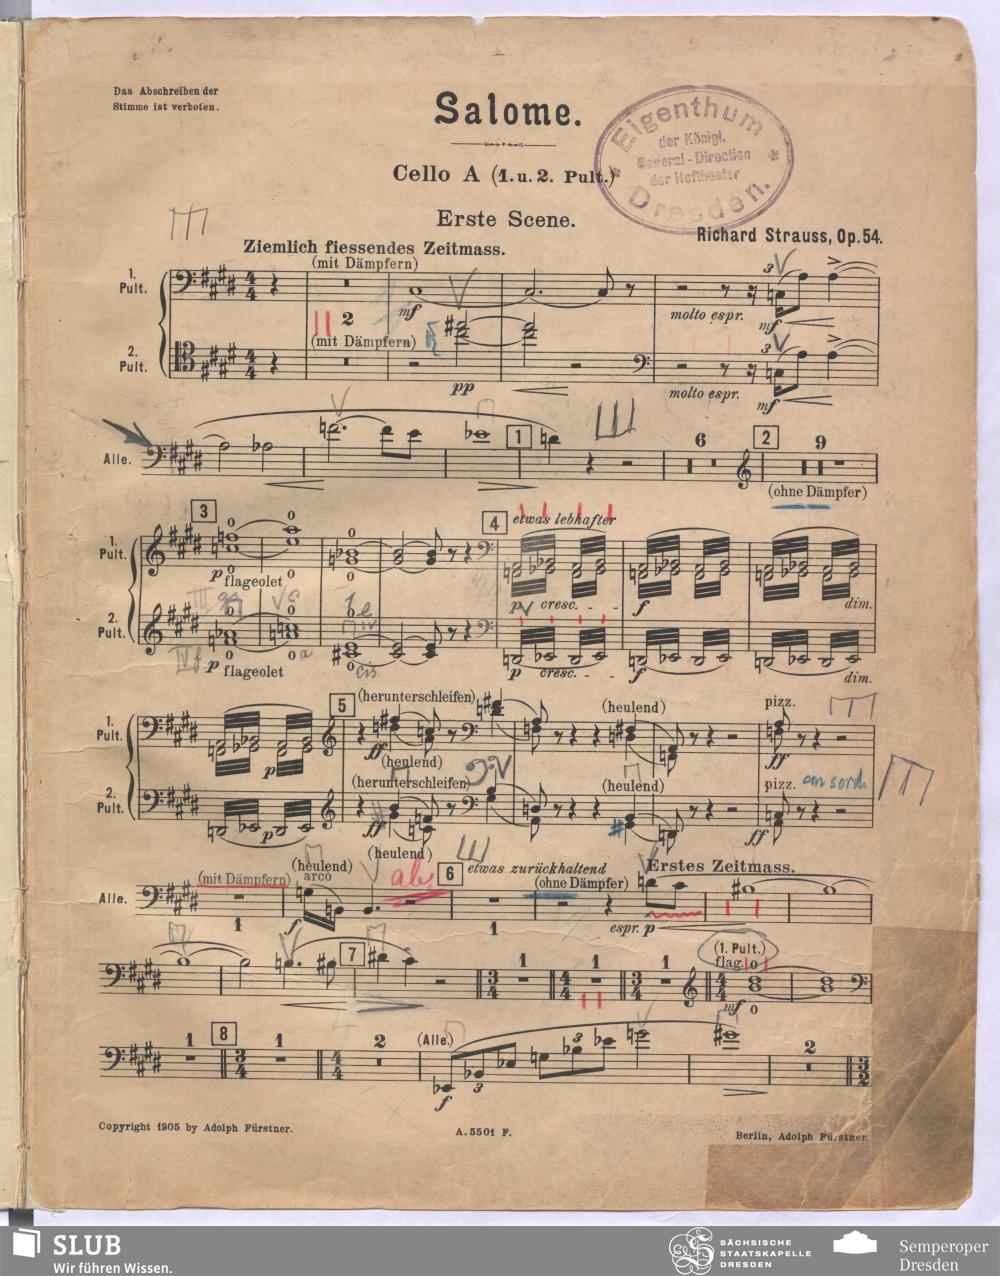 Das Abschreiben der
Stimme ist verboten.
Salome.
Cello A (1. u. 2. Pult.)
Eigenthum
der Königl.
General-Direction
der Hoftheater
Dresden.
Erste Scene.
Richard Strauss, Op. 54.
Ziemlich fiessendes Zeitmass.
(mit Dämpfern)
1.
Pult.
mf
molto espr.
3
mf
2
(mit Dämpfern)
2.
Pult.
pp
molto espr.
3
mf
Alle.
1
6
2
9
(ohne Dämpfer)
3
4
etwas lebhafter
1.
Pult.
p flageolet
p cresc. - -
f
dim.
2.
Pult.
p flageolet
a
cis
p cresc. - -
f
dim.
5
(herunterschleifen)
(heulend)
pizz.
1.
Pult.
p
ff
(heulend)
ff
(herunterschleifen)
(heulend)
pizz.
con sord.
2.
Pult.
p
ff
(heulend)
ff
(mit Dämpfern)
(heulend)
arco
6
etwas zurückhaltend
(ohne Dämpfer)
Erstes Zeitmass.
Alle.
1
f
1
espr. p
7
1
1
1
(1. Pult.)
flag.
mf
1
8
1
2
(Alle.)
3
3
f
2
Copyright 1905 by Adolph Fürstner.
A. 5501 F.
Berlin, Adolph Fürstner.
SLUB
Wir führen Wissen.
SÄCHSISCHE
STAATSKAPELLE
DRESDEN
Semperoper
Dresden